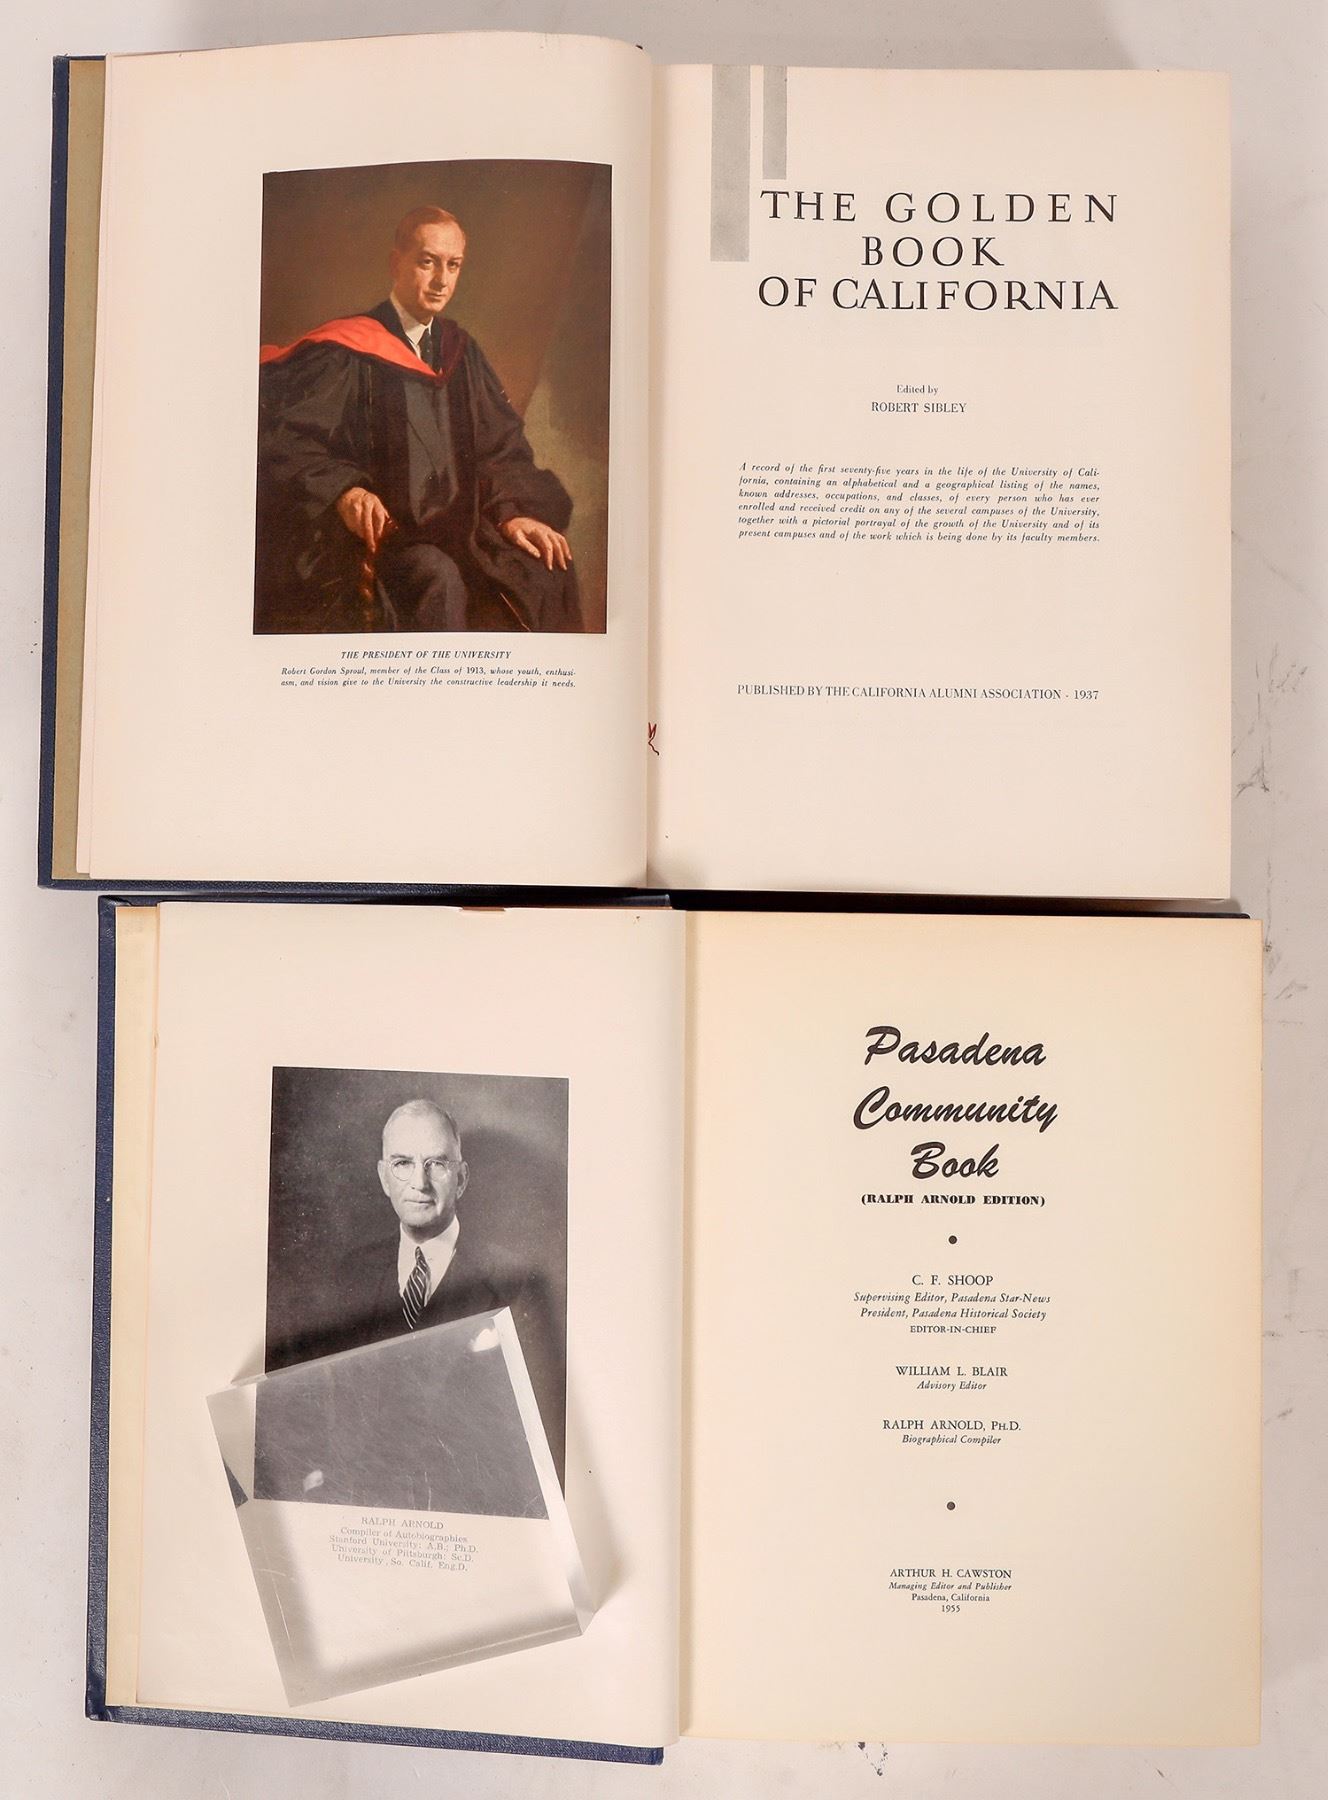 THE PRESIDENT OF THE UNIVERSITY
Robert Gordon Sproul, member of the Class of 1913, whose youth, enthusi-
asm, and vision give to the University the constructive leadership it needs.
THE GOLDEN
BOOK
OF CALIFORNIA
Edited by
ROBERT SIBLEY
A record of the first seventy-five years in the life of the University of Cali-
fornia, containing an alphabetical and a geographical listing of the names,
known addresses, occupations, and classes, of every person who has ever
enrolled and received credit on any of the several campuses of the University,
together with a pictorial portrayal of the growth of the University and of its
present campuses and of the work which is being done by its faculty members.
PUBLISHED BY THE CALIFORNIA ALUMNI ASSOCIATION - 1937
RALPH ARNOLD
Compiler of Autobiographies
Stanford University: A.B.; Ph.D.
University of Pittsburgh: Sc.D.
University, So. Calif. Eng.D.
Pasadena
Community
Book
(RALPH ARNOLD EDITION)
•
C. F. SHOOP
Supervising Editor, Pasadena Star-News
President, Pasadena Historical Society
EDITOR-IN-CHIEF
WILLIAM L. BLAIR
Advisory Editor
RALPH ARNOLD, PH.D.
Biographical Compiler
•
ARTHUR H. CAWSTON
Managing Editor and Publisher
Pasadena, California
1955